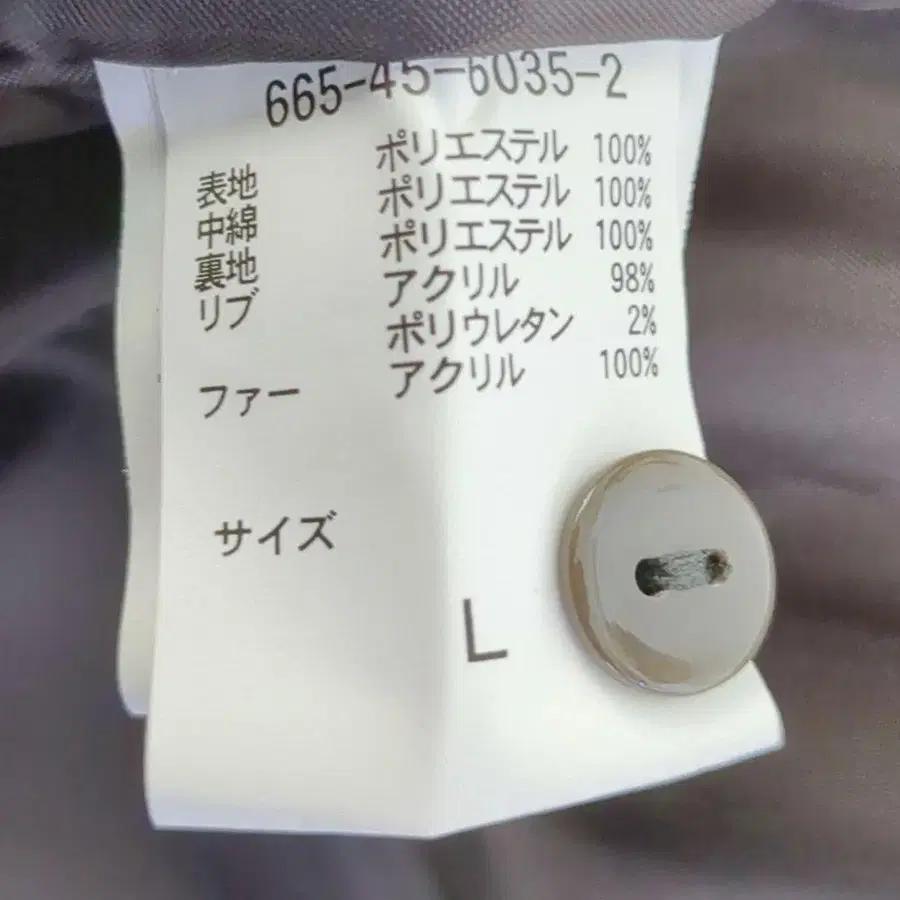 665-45-6035-2
表地 ポリエステル 100%
中綿 ポリエステル 100%
裏地 ポリエステル 100%
リブ アクリル 98%
ポリウレタン 2%
ファー アクリル 100%
サイズ
L